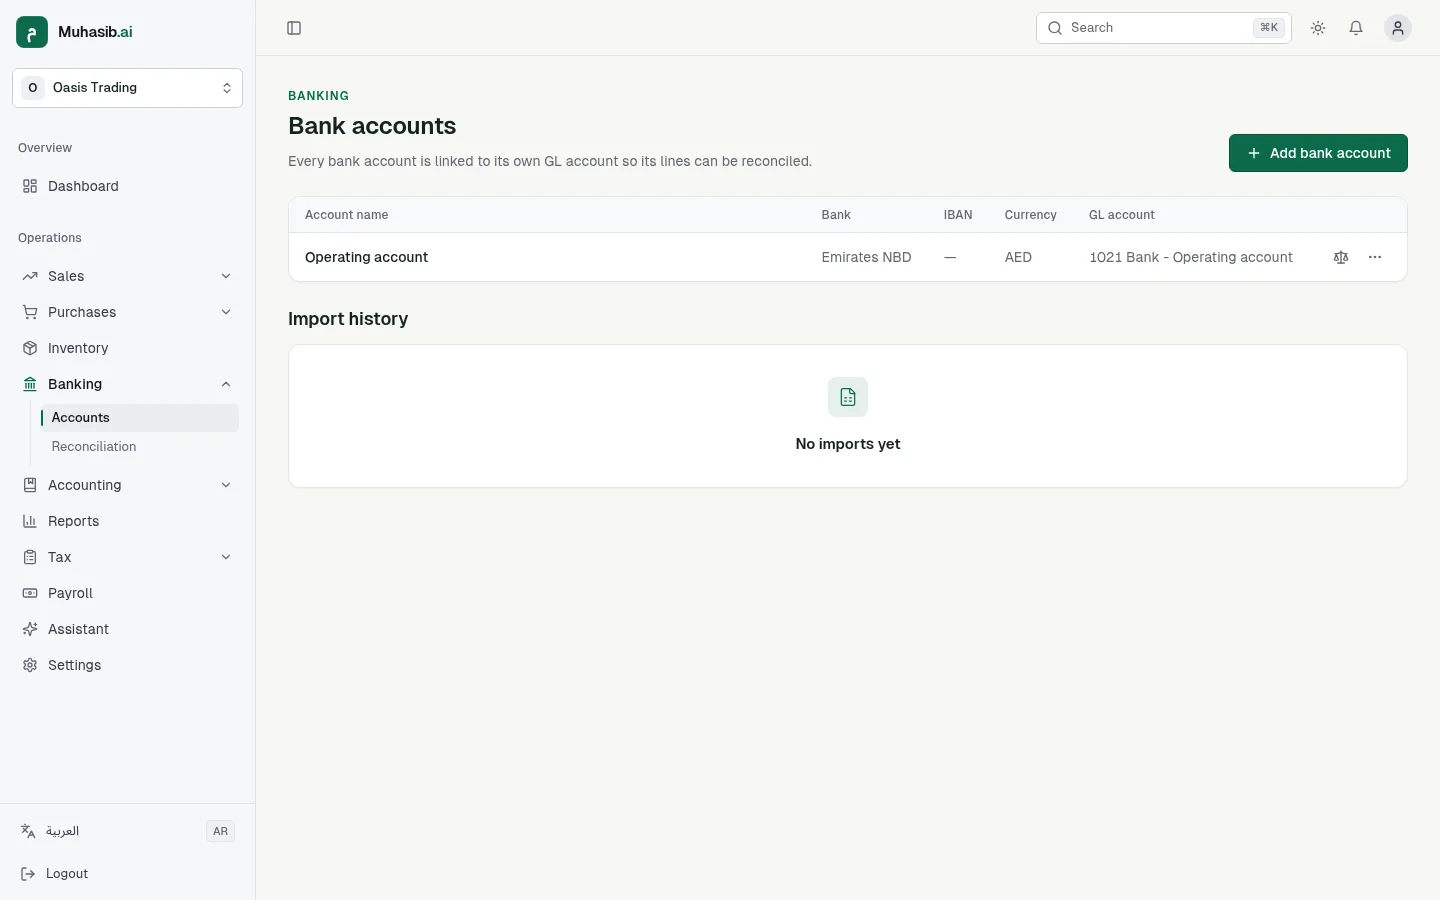 Muhasib.ai
O Oasis Trading
Overview
Dashboard
Operations
Sales
Purchases
Inventory
Banking
Accounts
Reconciliation
Accounting
Reports
Tax
Payroll
Assistant
Settings
العربية AR
Logout
Search ⌘K
BANKING
Bank accounts
Every bank account is linked to its own GL account so its lines can be reconciled.
+ Add bank account
Account name Bank IBAN Currency GL account
Operating account Emirates NBD — AED 1021 Bank - Operating account
Import history
No imports yet